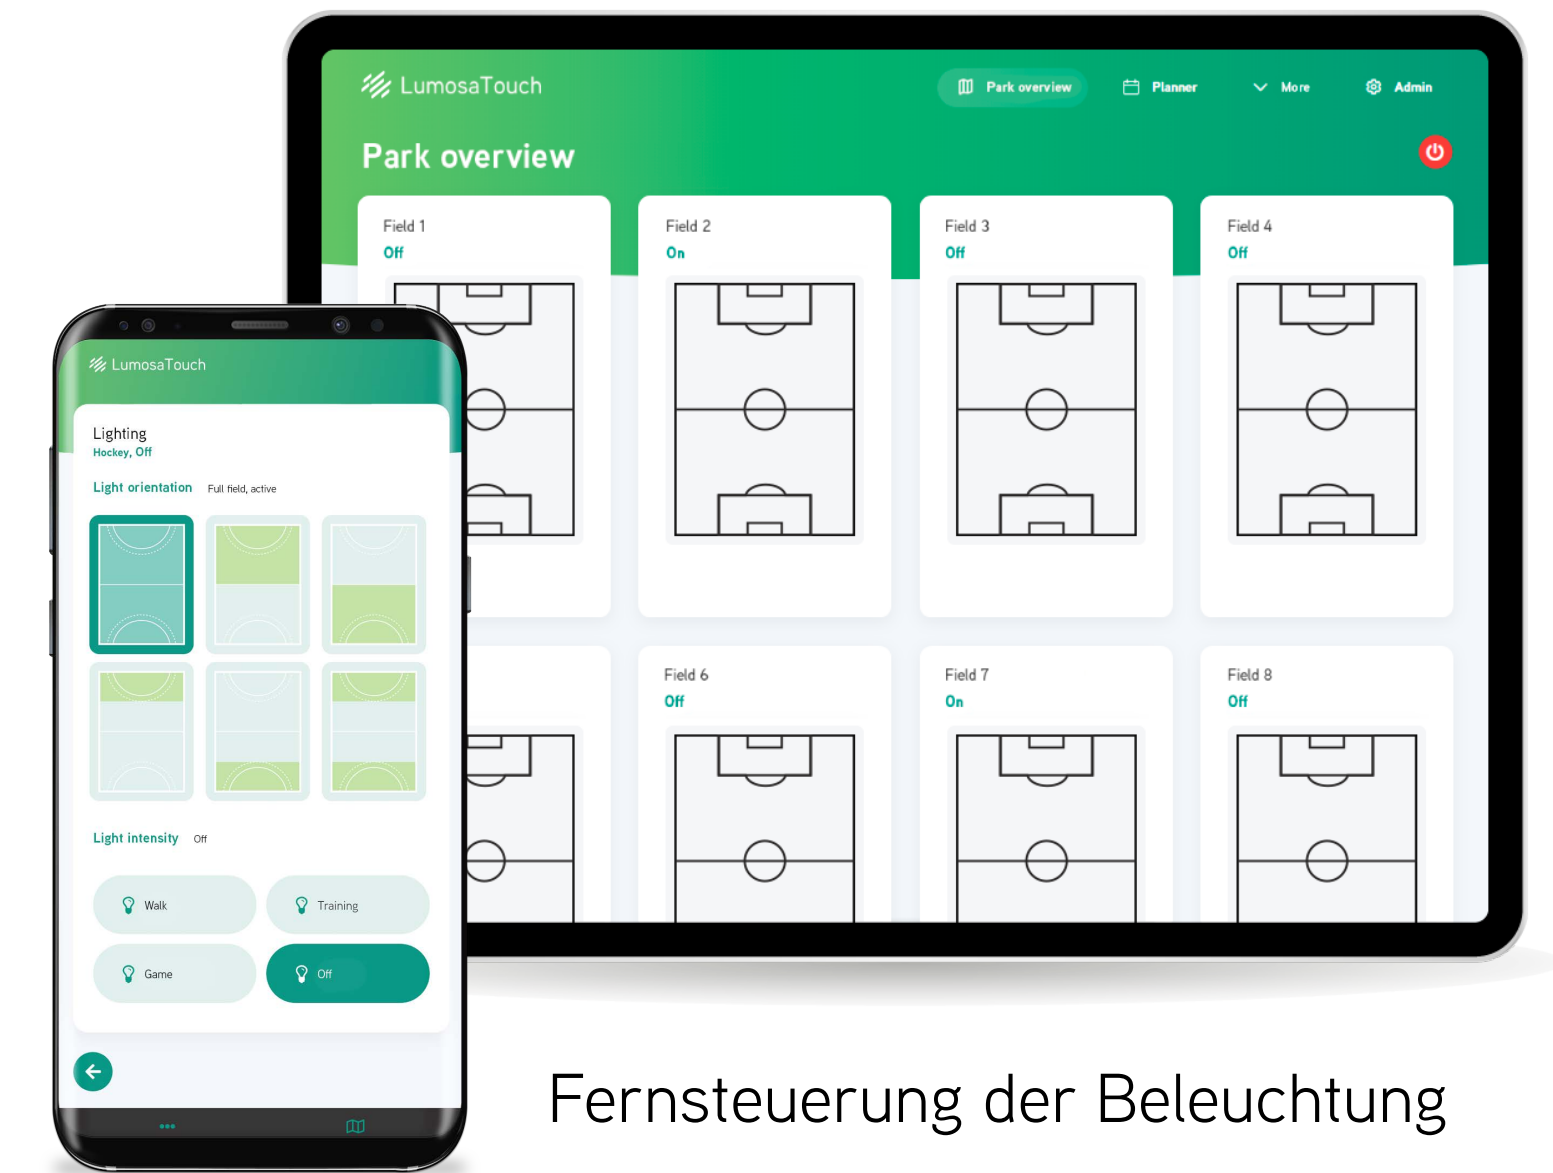 LumosaTouch
Park overview
Planner
More
Admin
Park overview
Field 1
Off
Field 2
On
Field 3
Off
Field 4
Off
Field 6
Off
Field 7
On
Field 8
Off
LumosaTouch
Lighting
Hockey, Off
Light orientation Full field, active
Light intensity Off
Walk
Training
Game
Off
Fernsteuerung der Beleuchtung